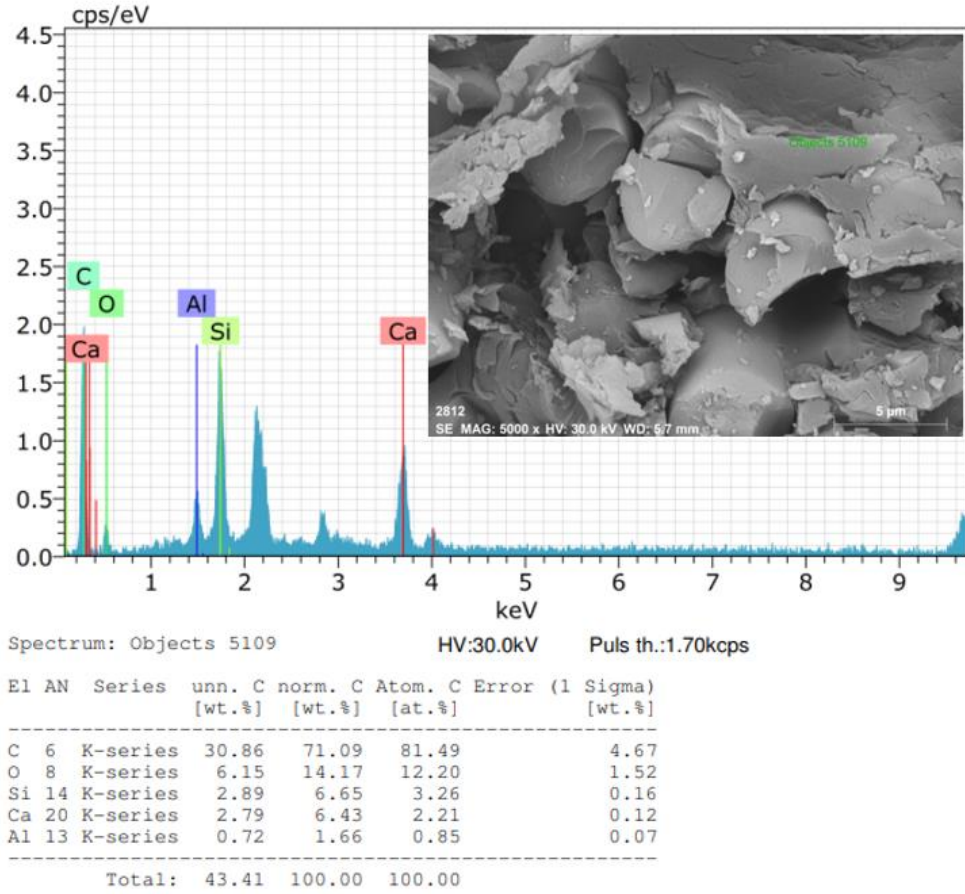 cps/eV
4.5
4.0
3.5
3.0
2.5
2.0
1.5
1.0
0.5
0.0
C
O
Al
Si
Ca
Ca
Objects 5109
2812
SE MAG: 5000 x HV: 30.0 kV WD: 5.7 mm
5 µm
1 2 3 4 5 6 7 8 9
keV
Spectrum: Objects 5109 HV:30.0kV Puls th.:1.70kcps
El AN Series unn. C norm. C Atom. C Error (1 Sigma)
[wt.%] [wt.%] [at.%] [wt.%]
C 6 K-series 30.86 71.09 81.49 4.67
O 8 K-series 6.15 14.17 12.20 1.52
Si 14 K-series 2.89 6.65 3.26 0.16
Ca 20 K-series 2.79 6.43 2.21 0.12
Al 13 K-series 0.72 1.66 0.85 0.07
Total: 43.41 100.00 100.00